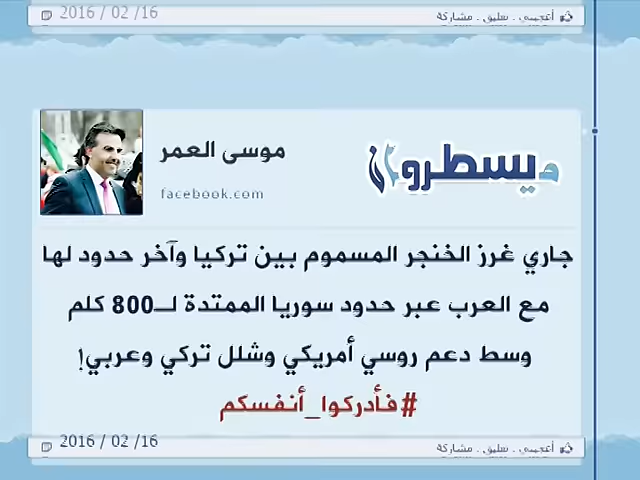 2016 / 02 /16
أعجبني . تعليق . مشاركة
موسى العمر
facebook.com
يسطرون
جاري غرز الخنجر المسموم بين تركيا وآخر حدود لها
مع العرب عبر حدود سوريا الممتدة لـ800 كلم
وسط دعم روسي أمريكي وشلل تركي وعربي!
#فأدركوا_أنفسكم
2016 / 02 /16
أعجبني . تعليق . مشاركة